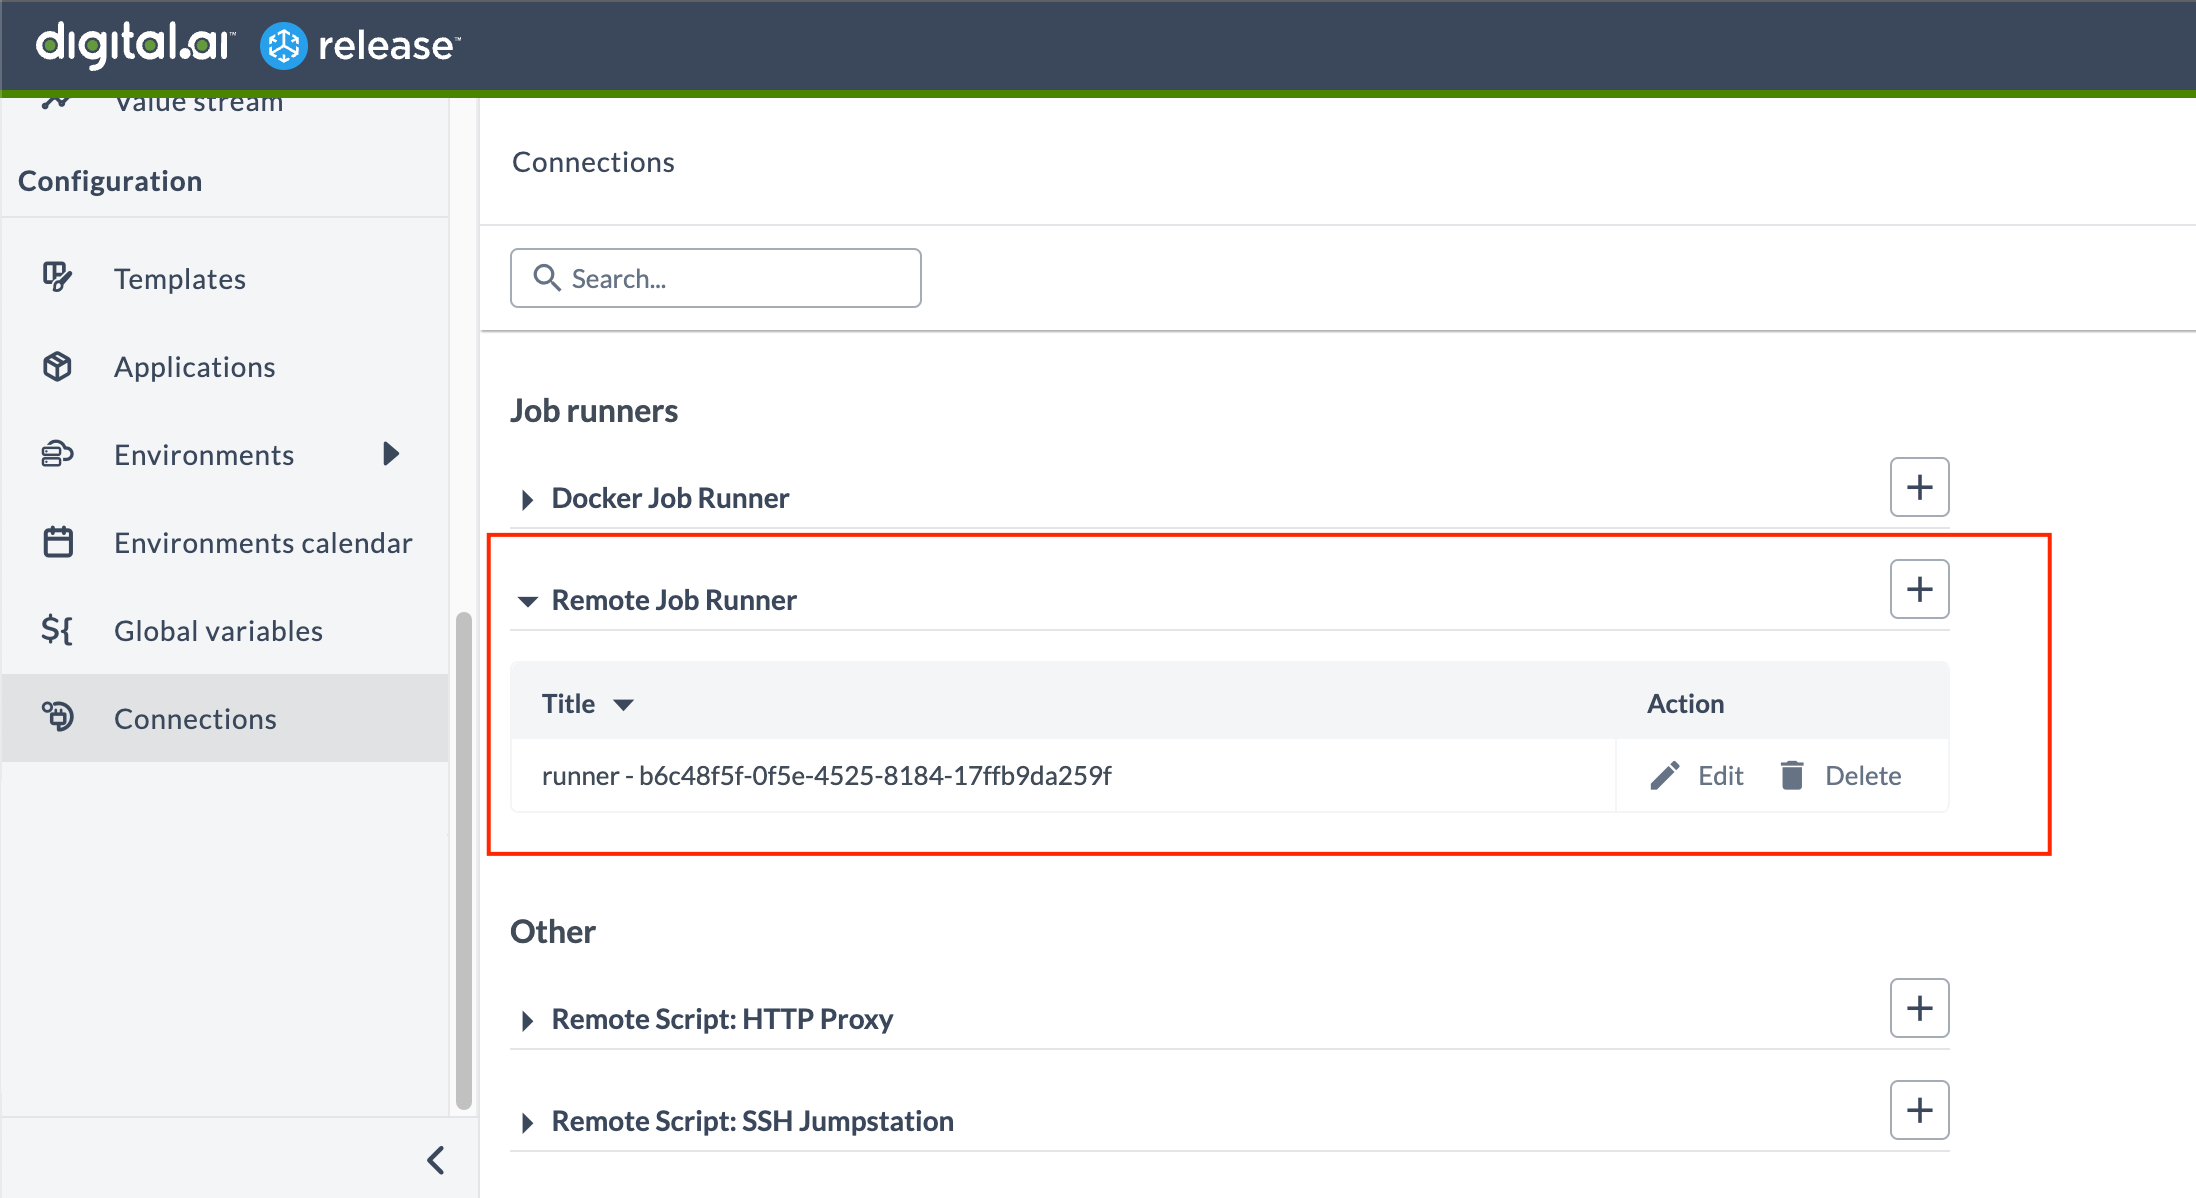 digital.ai™ release™
Value stream
Configuration
Templates
Applications
Environments
Environments calendar
Global variables
Connections
Connections
Search...
Job runners
Docker Job Runner
Remote Job Runner
Title Action
runner - b6c48f5f-0f5e-4525-8184-17ffb9da259f Edit Delete
Other
Remote Script: HTTP Proxy
Remote Script: SSH Jumpstation